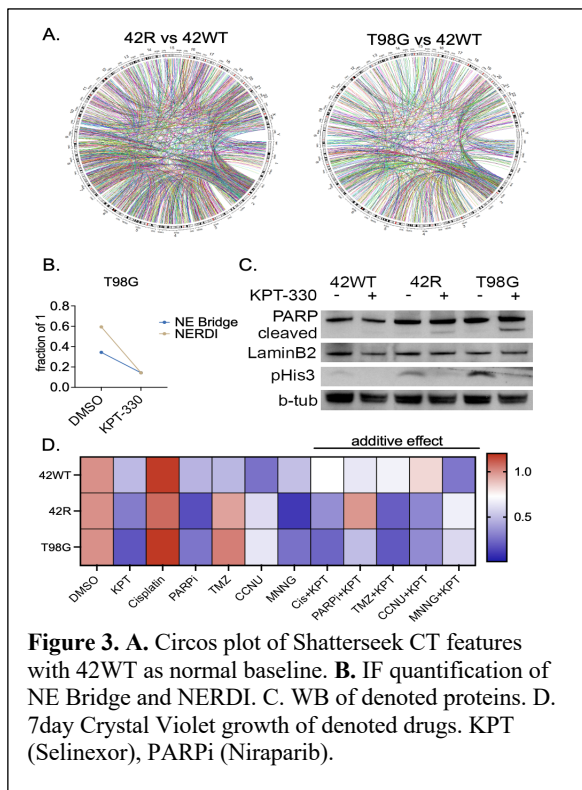 A.
42R vs 42WT
T98G vs 42WT
B.
T98G
fraction of 1
0.8
0.6
0.4
0.2
0.0
DMSO
KPT-330
NE Bridge
NERDI
C.
42WT 42R T98G
KPT-330 - + - + - +
PARP
cleaved
LaminB2
pHis3
b-tub
D.
additive effect
42WT
42R
T98G
DMSO
KPT
Cisplatin
PARPi
TMZ
CCNU
MNNG
Cis+KPT
PARPi+KPT
TMZ+KPT
CCNU+KPT
MNNG+KPT
1.0
0.5
Figure 3. A. Circos plot of Shatterseek CT features
with 42WT as normal baseline. B. IF quantification of
NE Bridge and NERDI. C. WB of denoted proteins. D.
7day Crystal Violet growth of denoted drugs. KPT
(Selinexor), PARPi (Niraparib).